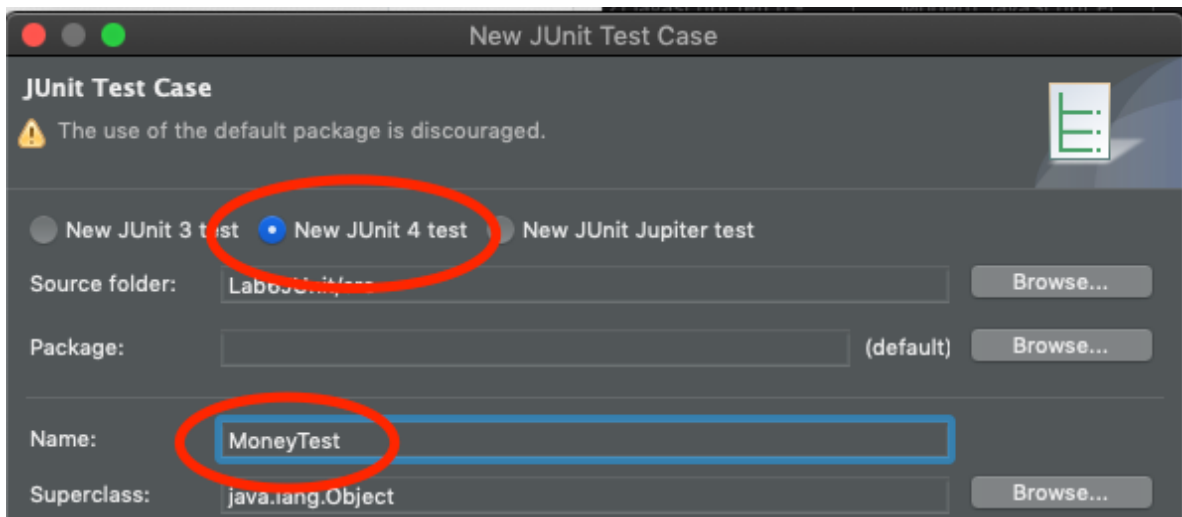 New JUnit Test Case
JUnit Test Case
The use of the default package is discouraged.
New JUnit 3 test New JUnit 4 test New JUnit Jupiter test
Source folder: Lab6JUnit/src Browse...
Package: (default) Browse...
Name: MoneyTest
Superclass: java.lang.Object Browse...